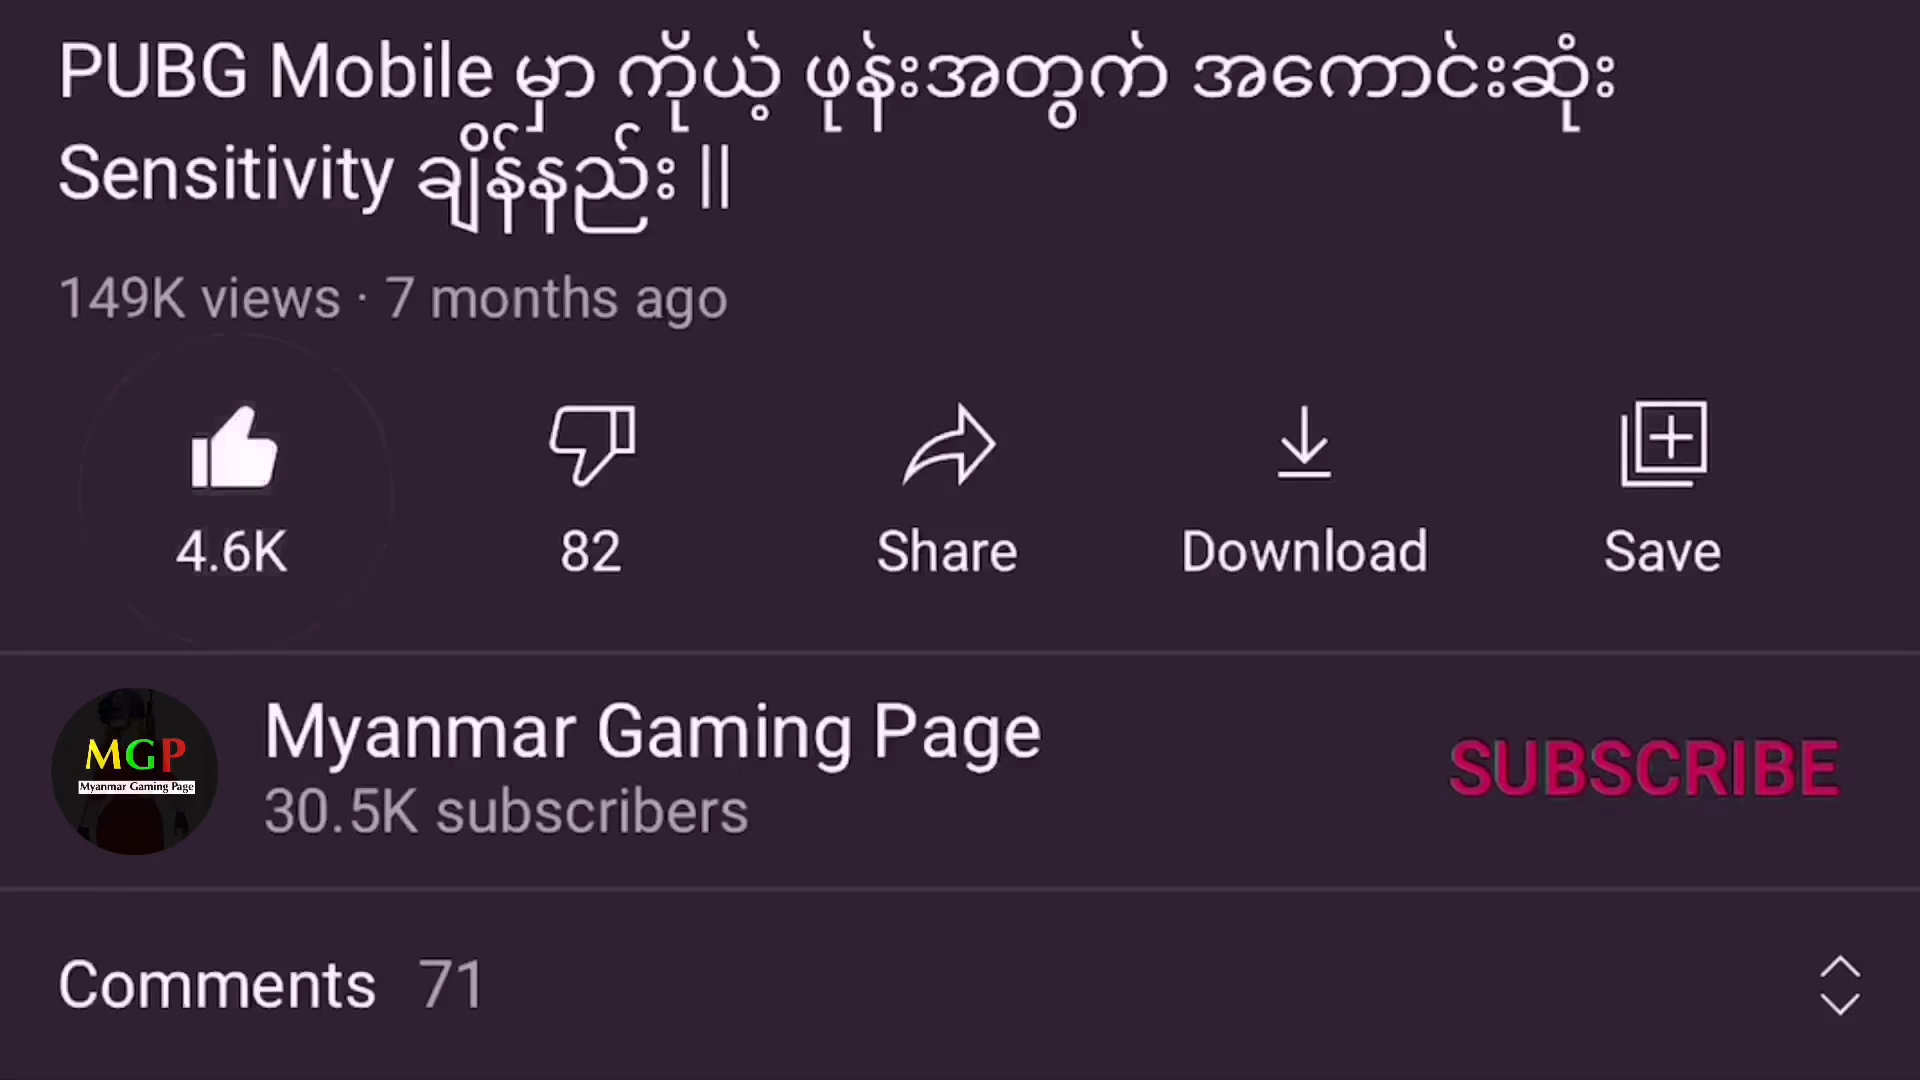 PUBG Mobile မှာ ကိုယ့် ဖုန်းအတွက် အကောင်းဆုံး
Sensitivity ချိန်နည်း ||
149K views · 7 months ago
4.6K
82
Share
Download
Save
MGP
Myanmar Gaming Page
Myanmar Gaming Page
30.5K subscribers
SUBSCRIBE
Comments 71